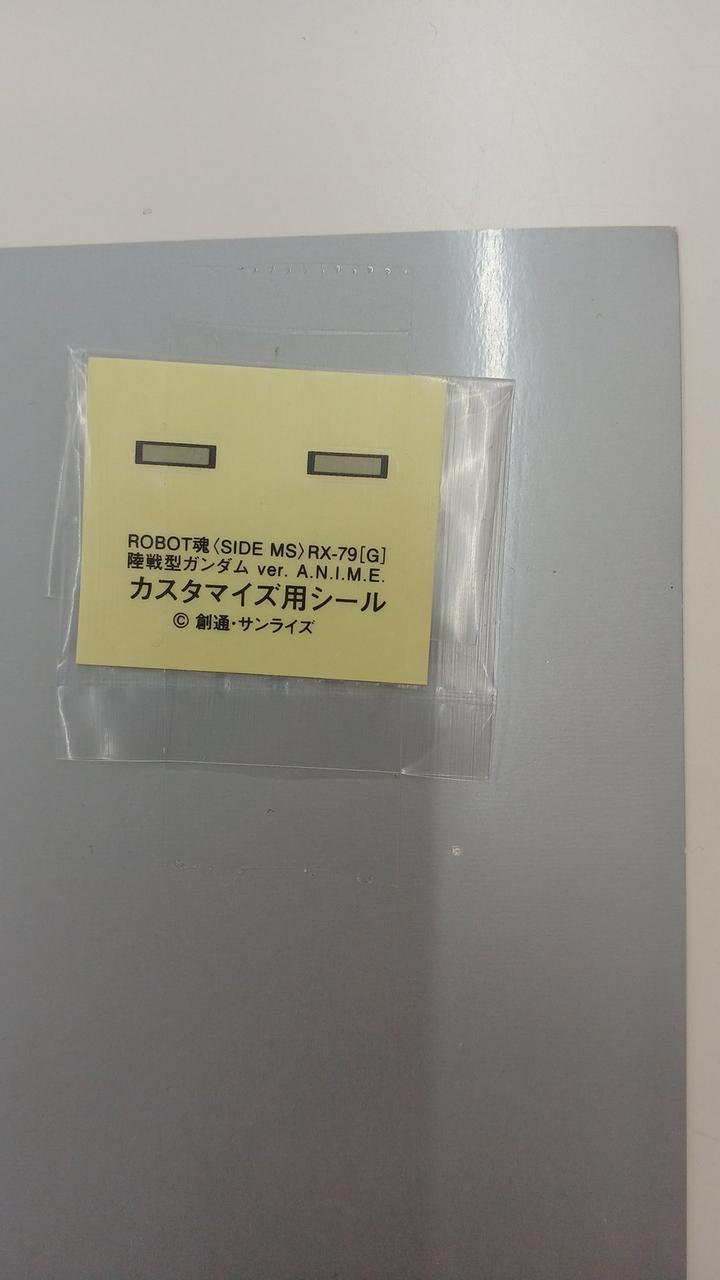 ROBOT魂〈SIDE MS〉RX-79[G]
陸戦型ガンダム ver. A.N.I.M.E.
カスタマイズ用シール
© 創通・サンライズ